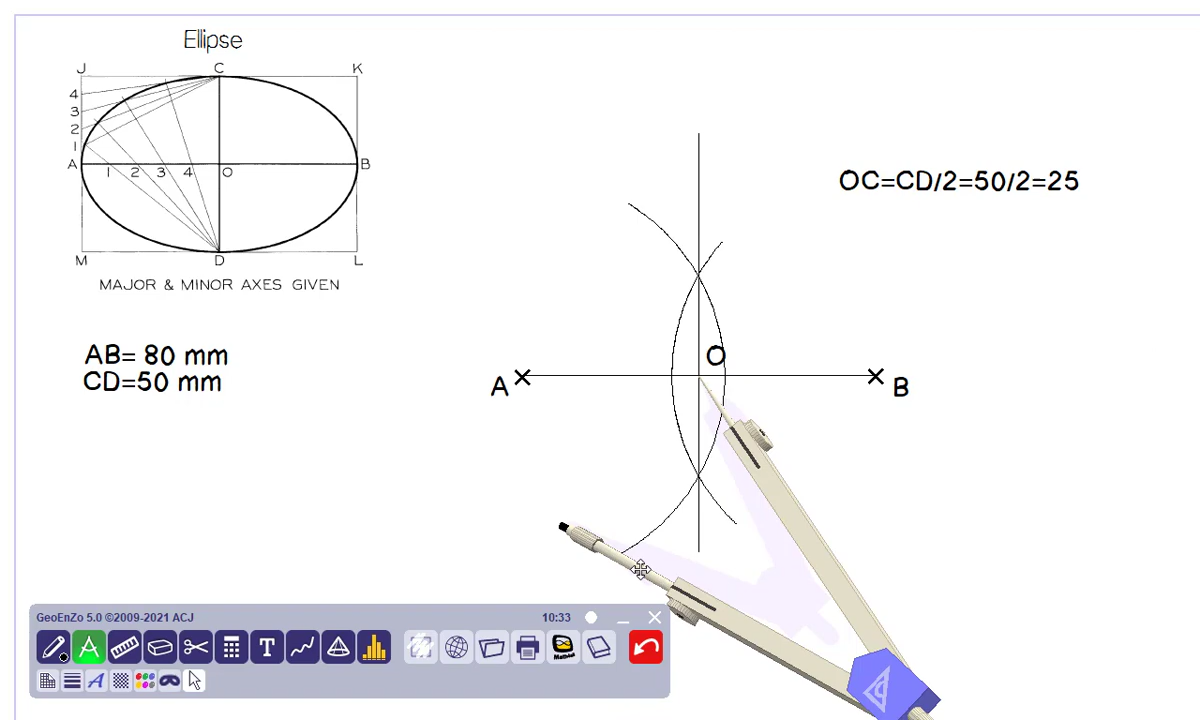 Ellipse
J C K
4
3
2
1
A 1 2 3 4 O B
M D L
MAJOR & MINOR AXES GIVEN
AB= 80 mm
CD=50 mm
OC=CD/2=50/2=25
O
A B
GeoEnZo 5.0 ©2009-2021 ACJ 10:33
T
A